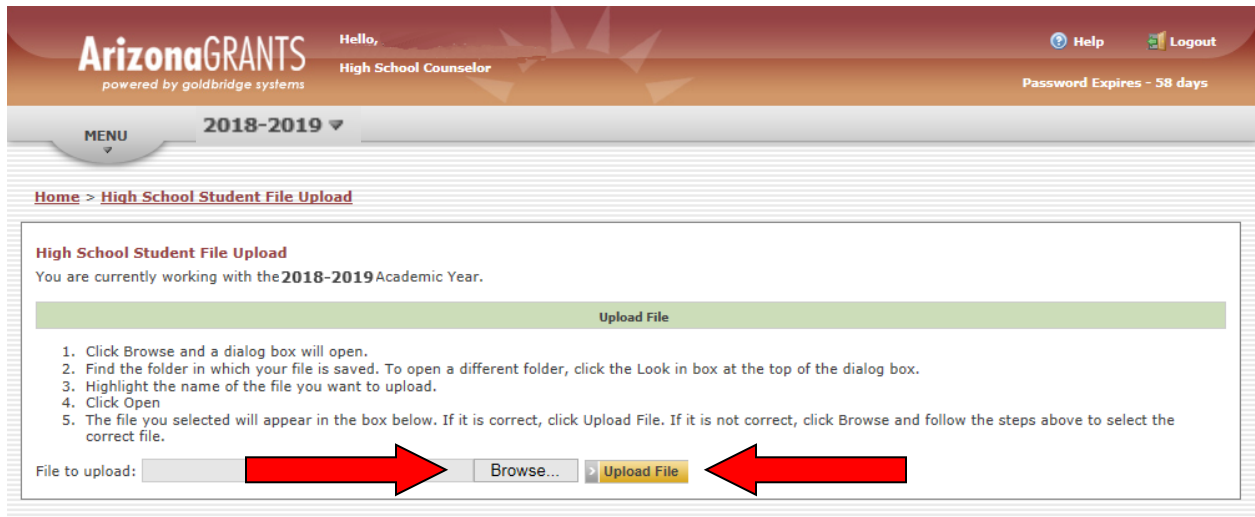 ArizonaGRANTS
powered by goldbridge systems
Hello,
High School Counselor
Help
Logout
Password Expires - 58 days
MENU
2018-2019
Home > High School Student File Upload
High School Student File Upload
You are currently working with the 2018-2019 Academic Year.
Upload File
1. Click Browse and a dialog box will open.
2. Find the folder in which your file is saved. To open a different folder, click the Look in box at the top of the dialog box.
3. Highlight the name of the file you want to upload.
4. Click Open
5. The file you selected will appear in the box below. If it is correct, click Upload File. If it is not correct, click Browse and follow the steps above to select the
correct file.
File to upload: Browse... Upload File